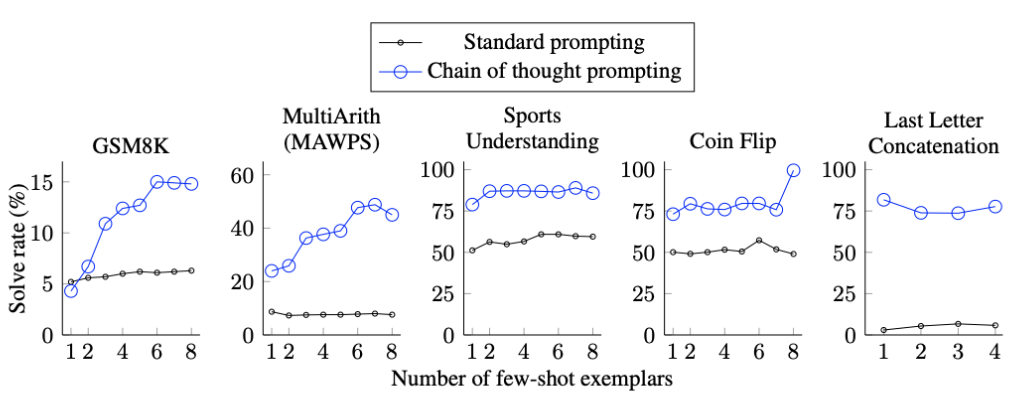 Standard prompting
Chain of thought prompting
GSM8K
MultiArith
(MAWPS)
Sports
Understanding
Coin Flip
Last Letter
Concatenation
Solve rate (%)
15
10
5
0
1 2 4 6 8
60
40
20
0
1 2 4 6 8
100
75
50
25
0
1 2 4 6 8
100
75
50
25
0
1 2 4 6 8
100
75
50
25
0
1 2 3 4
Number of few-shot exemplars